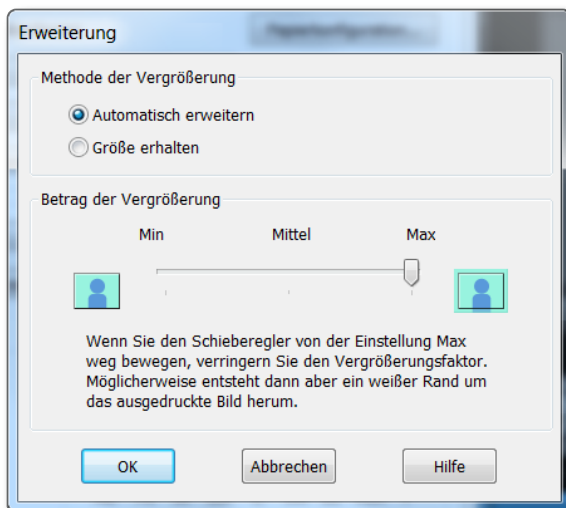 Erweiterung
Methode der Vergrößerung
Automatisch erweitern
Größe erhalten
Betrag der Vergrößerung
Min Mittel Max
Wenn Sie den Schieberegler von der Einstellung Max
weg bewegen, verringern Sie den Vergrößerungsfaktor.
Möglicherweise entsteht dann aber ein weißer Rand um
das ausgedruckte Bild herum.
OK Abbrechen Hilfe